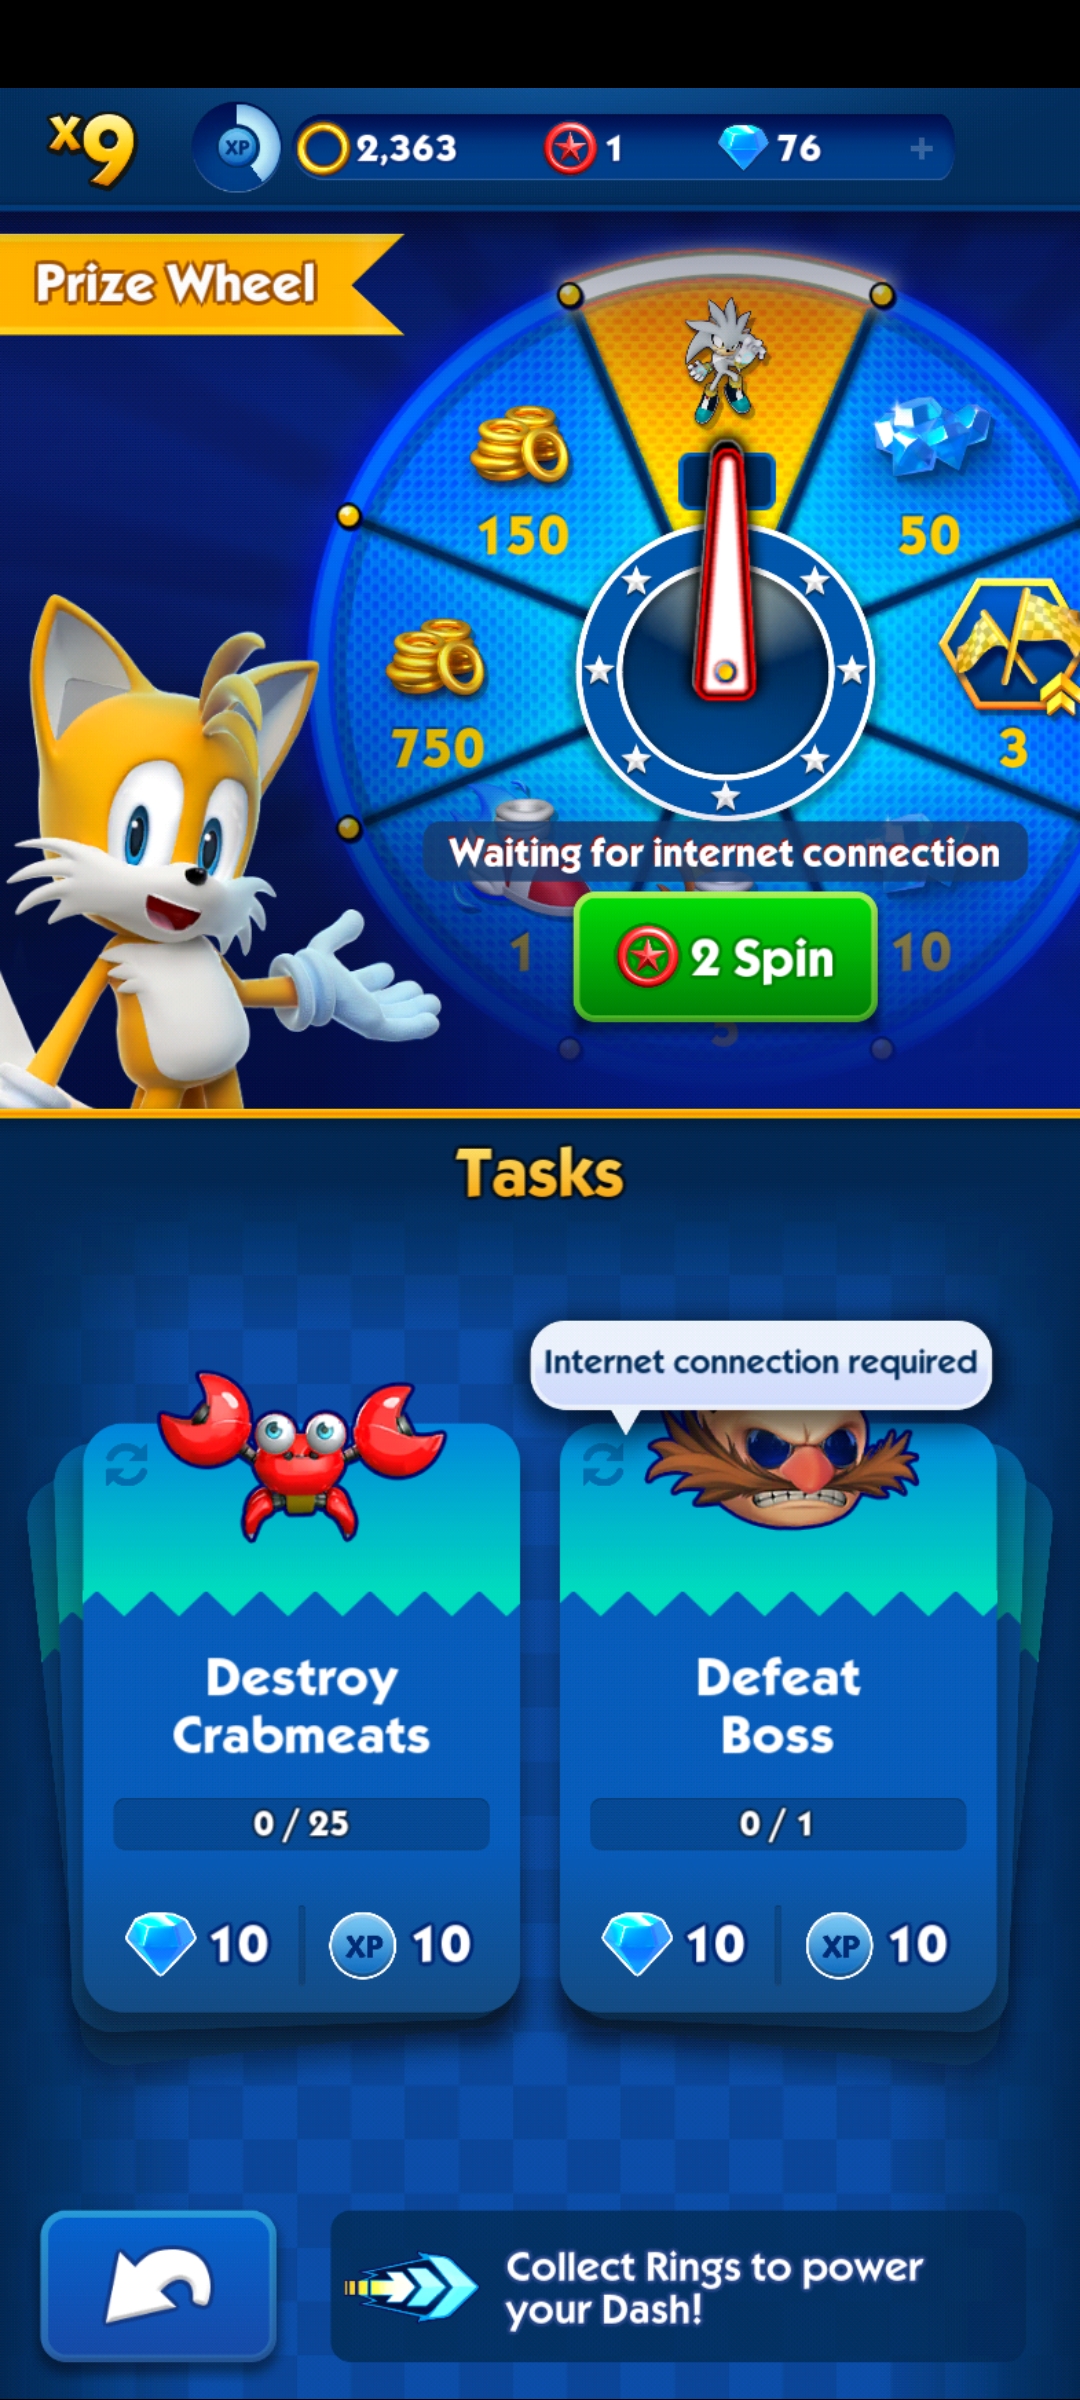 x9
XP
2,363
1
76
+
Prize Wheel
150
50
750
3
Waiting for internet connection
1
2 Spin
10
Tasks
Internet connection required
Destroy
Crabmeats
Defeat
Boss
0 / 25
0 / 1
10
XP
10
10
XP
10
Collect Rings to power
your Dash!